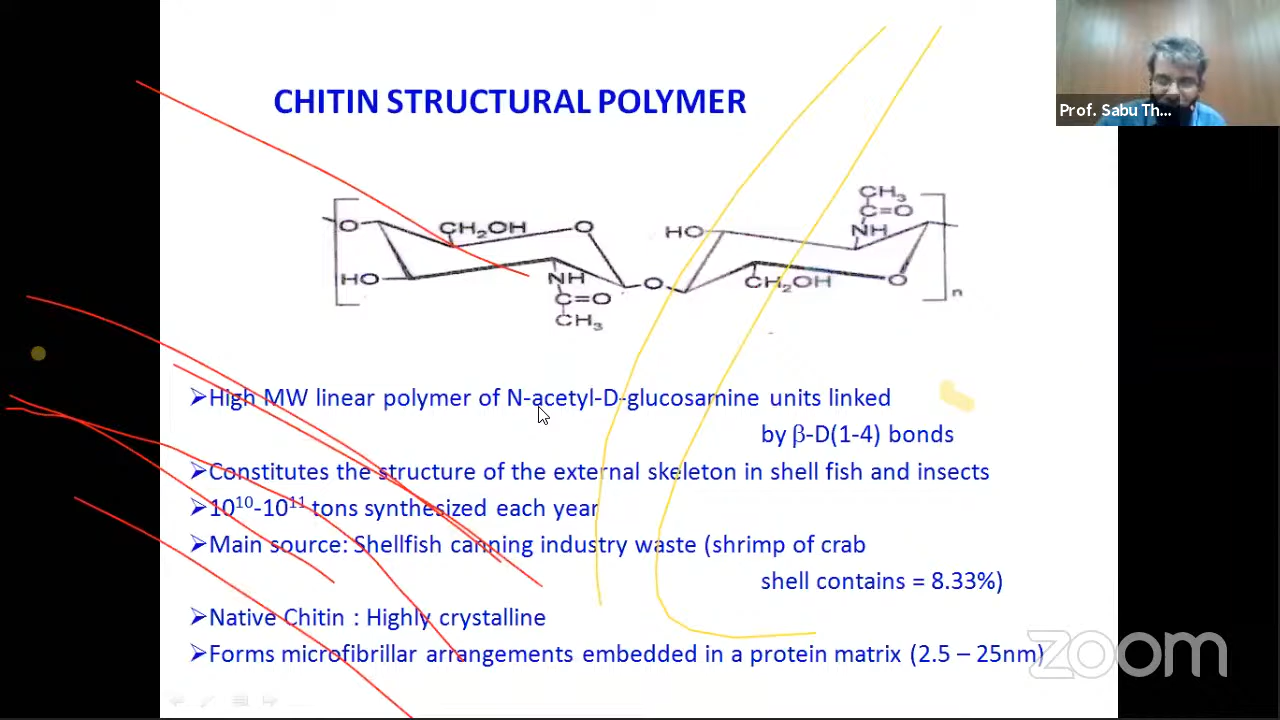 CHITIN STRUCTURAL POLYMER
Prof. Sabu Th...
CH₃
C=O
O CH₂OH O HO NH
HO NH O CH₂OH O n
C=O
CH₃
➢High MW linear polymer of N-acetyl-D-glucosamine units linked
by β-D(1-4) bonds
➢Constitutes the structure of the external skeleton in shell fish and insects
➢10¹⁰-10¹¹ tons synthesized each year
➢Main source: Shellfish canning industry waste (shrimp of crab
shell contains = 8.33%)
➢Native Chitin : Highly crystalline
➢Forms microfibrillar arrangements embedded in a protein matrix (2.5 – 25nm)
zoom